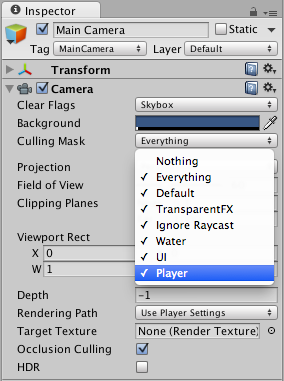 Inspector
Main Camera Static
Tag MainCamera Layer Default
Transform
Camera
Clear Flags Skybox
Background
Culling Mask Everything
Nothing
Projection Everything
Field of View Default
Clipping Planes TransparentFX
Ignore Raycast
Viewport Rect Water
X 0 UI
W 1 Player
Depth -1
Rendering Path Use Player Settings
Target Texture None (Render Texture)
Occlusion Culling
HDR